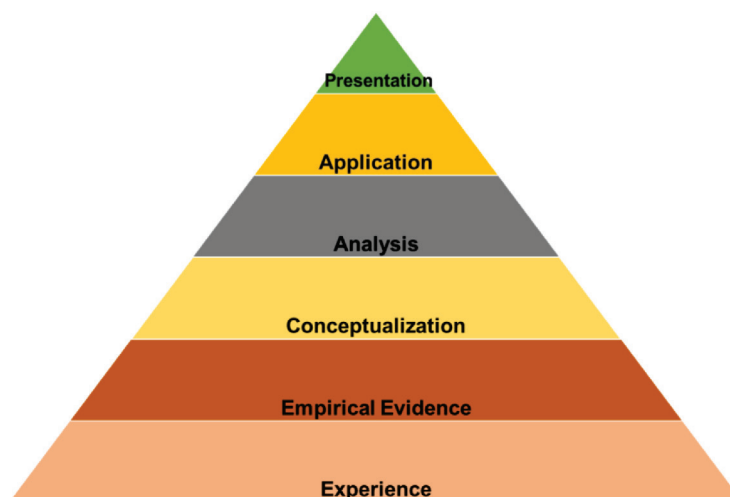 Presentation
Application
Analysis
Conceptualization
Empirical Evidence
Experience